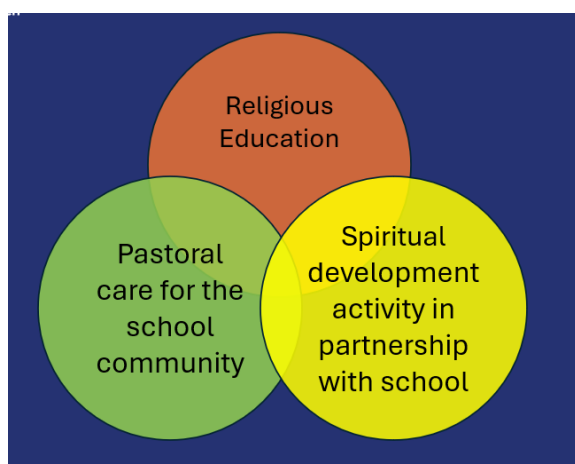 Religious
Education
Pastoral
care for the
school
community
Spiritual
development
activity in
partnership
with school